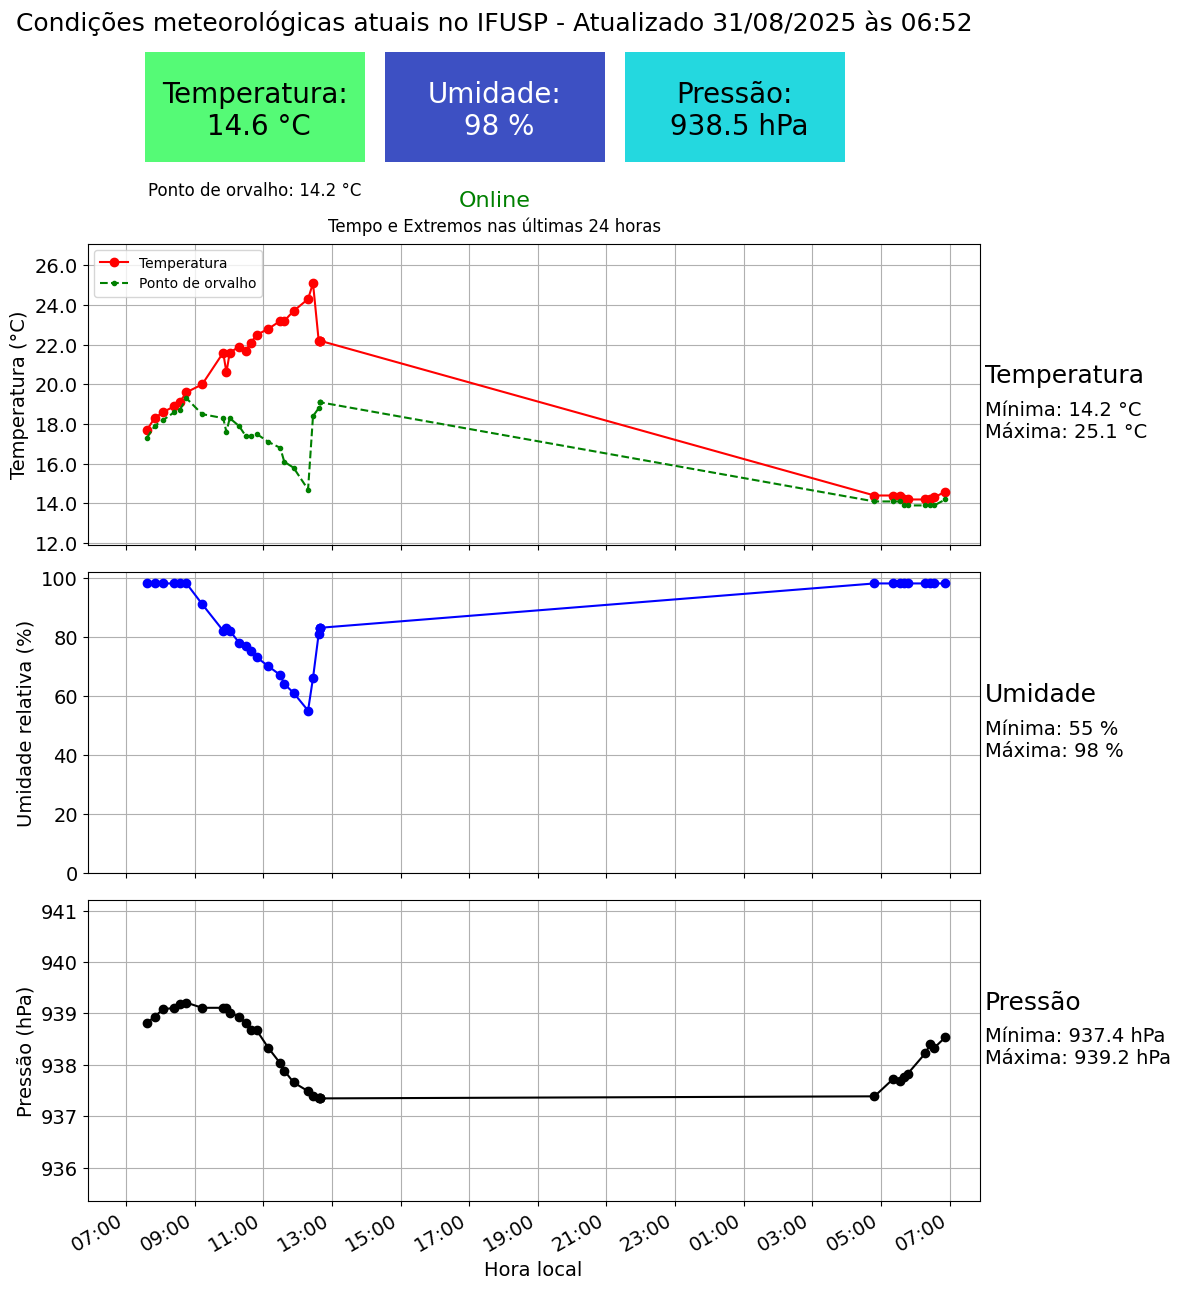 Condições meteorológicas atuais no IFUSP - Atualizado 31/08/2025 às 06:52
Temperatura:
14.6 °C
Umidade:
98 %
Pressão:
938.5 hPa
Ponto de orvalho: 14.2 °C
Online
Tempo e Extremos nas últimas 24 horas
Temperatura
Ponto de orvalho
Temperatura (°C)
26.0
24.0
22.0
20.0
18.0
16.0
14.0
12.0
Temperatura
Mínima: 14.2 °C
Máxima: 25.1 °C
Umidade relativa (%)
100
80
60
40
20
0
Umidade
Mínima: 55 %
Máxima: 98 %
Pressão (hPa)
941
940
939
938
937
936
Pressão
Mínima: 937.4 hPa
Máxima: 939.2 hPa
07:00
09:00
11:00
13:00
15:00
17:00
19:00
21:00
23:00
01:00
03:00
05:00
07:00
Hora local